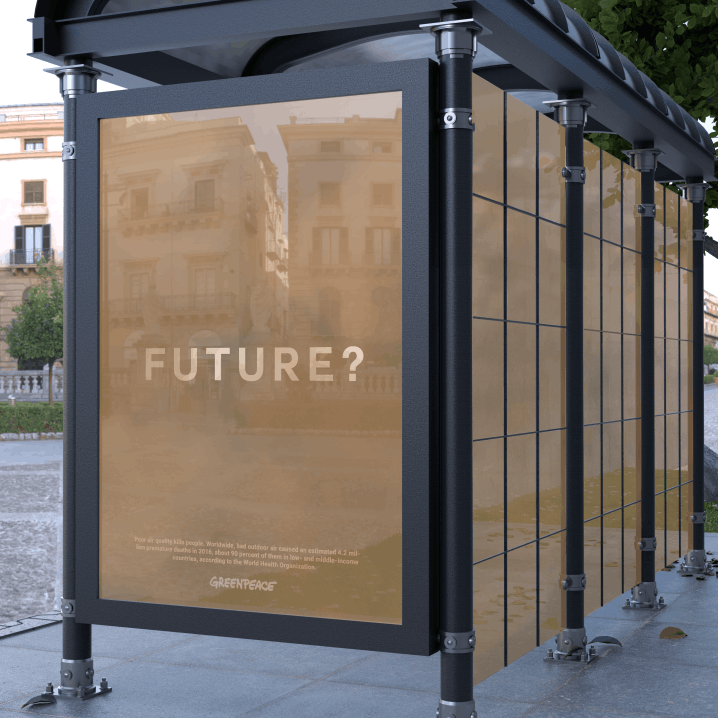 FUTURE?
Poor air quality kills people. Worldwide, bad outdoor air caused an estimated 4.2 mil-
lion premature deaths in 2016, about 90 percent of them in low- and middle-income
countries, according to the World Health Organization.
GREENPEACE